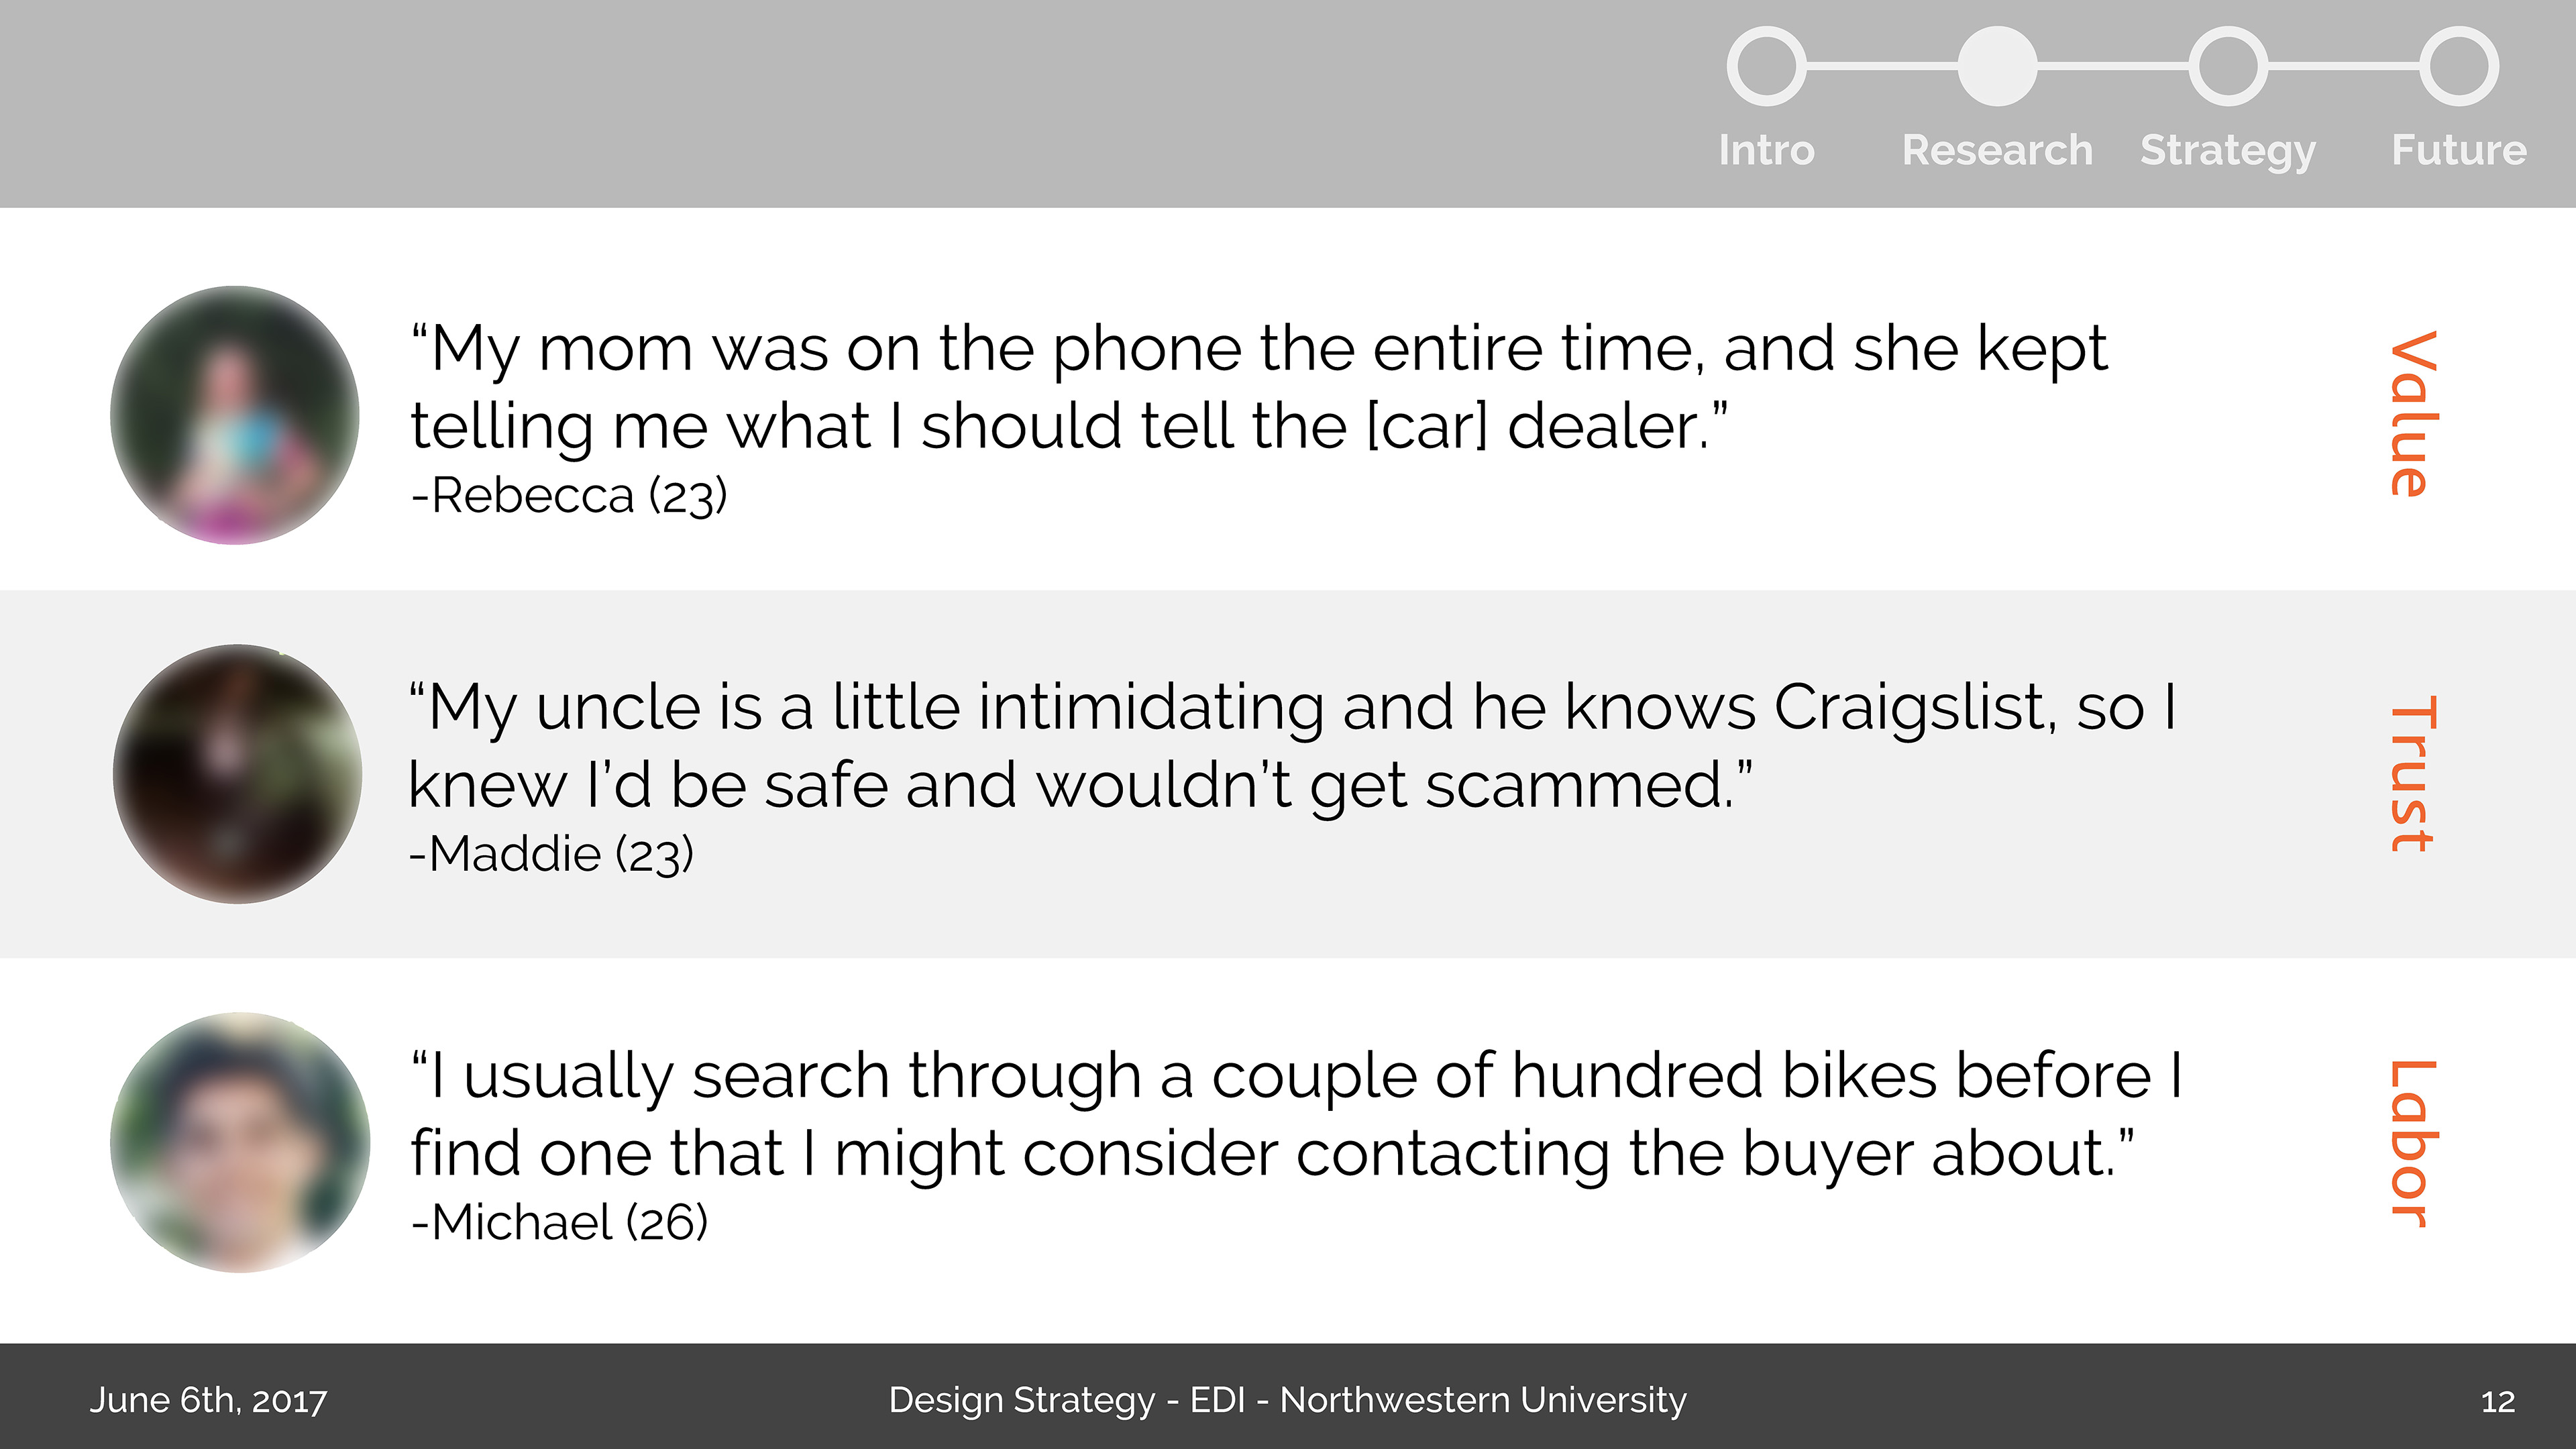 Intro Research Strategy Future
“My mom was on the phone the entire time, and she kept
telling me what I should tell the [car] dealer.”
-Rebecca (23)
Value
“My uncle is a little intimidating and he knows Craigslist, so I
knew I’d be safe and wouldn’t get scammed.”
-Maddie (23)
Trust
“I usually search through a couple of hundred bikes before I
find one that I might consider contacting the buyer about.”
-Michael (26)
Labor
June 6th, 2017 Design Strategy - EDI - Northwestern University 12